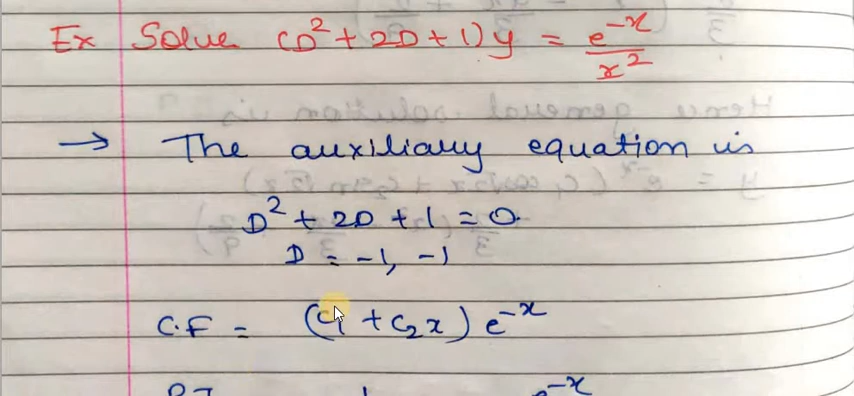 Ex Solve (D² + 2D + 1) y = e^-x / x²
→ The auxiliary equation is
D² + 2D + 1 = 0
D = -1, -1
C.F = (C₁ + C₂x) e^-x
e^-x